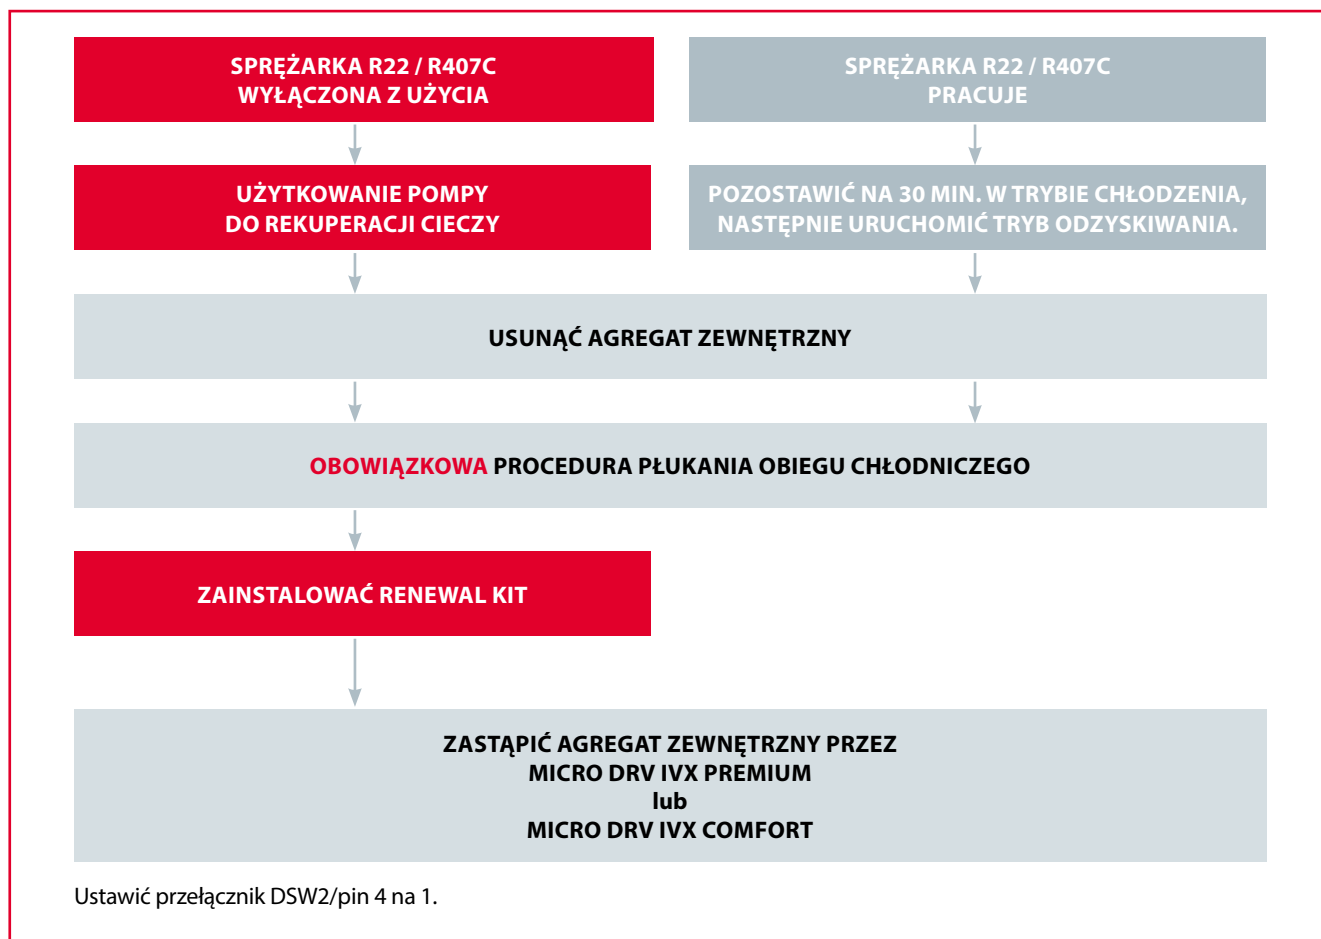 SPRĘŻARKA R22 / R407C
WYŁĄCZONA Z UŻYCIA
SPRĘŻARKA R22 / R407C
PRACUJE
UŻYTKOWANIE POMPY
DO REKUPERACJI CIECZY
POZOSTAWIĆ NA 30 MIN. W TRYBIE CHŁODZENIA,
NASTĘPNIE URUCHOMIĆ TRYB ODZYSKIWANIA.
USUNĄĆ AGREGAT ZEWNĘTRZNY
OBOWIĄZKOWA PROCEDURA PŁUKANIA OBIEGU CHŁODNICZEGO
ZAINSTALOWAĆ RENEWAL KIT
ZASTĄPIĆ AGREGAT ZEWNĘTRZNY PRZEZ
MICRO DRV IVX PREMIUM
lub
MICRO DRV IVX COMFORT
Ustawić przełącznik DSW2/pin 4 na 1.